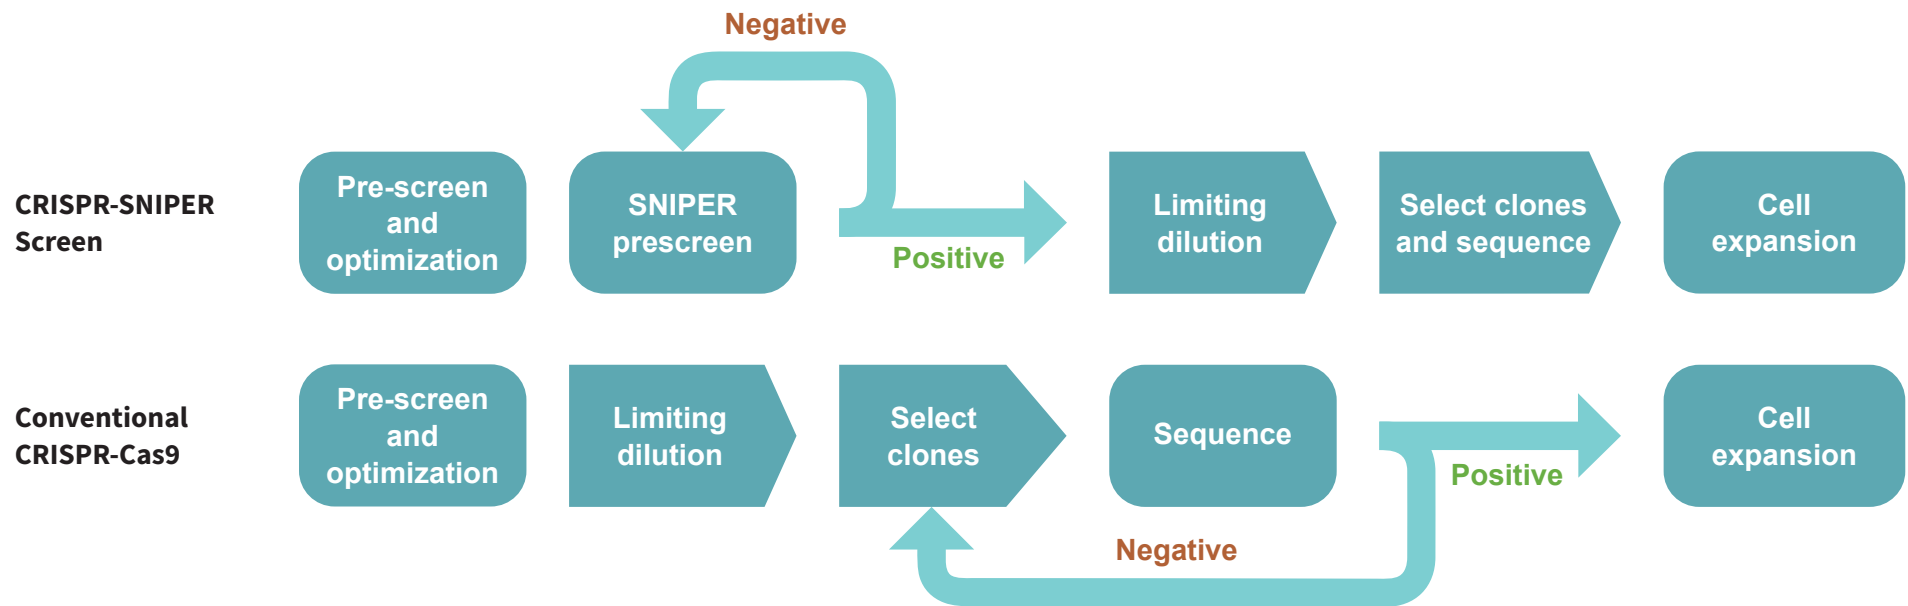 Negative
CRISPR-SNIPER
Screen
Pre-screen
and
optimization
SNIPER
prescreen
Positive
Limiting
dilution
Select clones
and sequence
Cell
expansion
Conventional
CRISPR-Cas9
Pre-screen
and
optimization
Limiting
dilution
Select
clones
Sequence
Positive
Negative
Cell
expansion